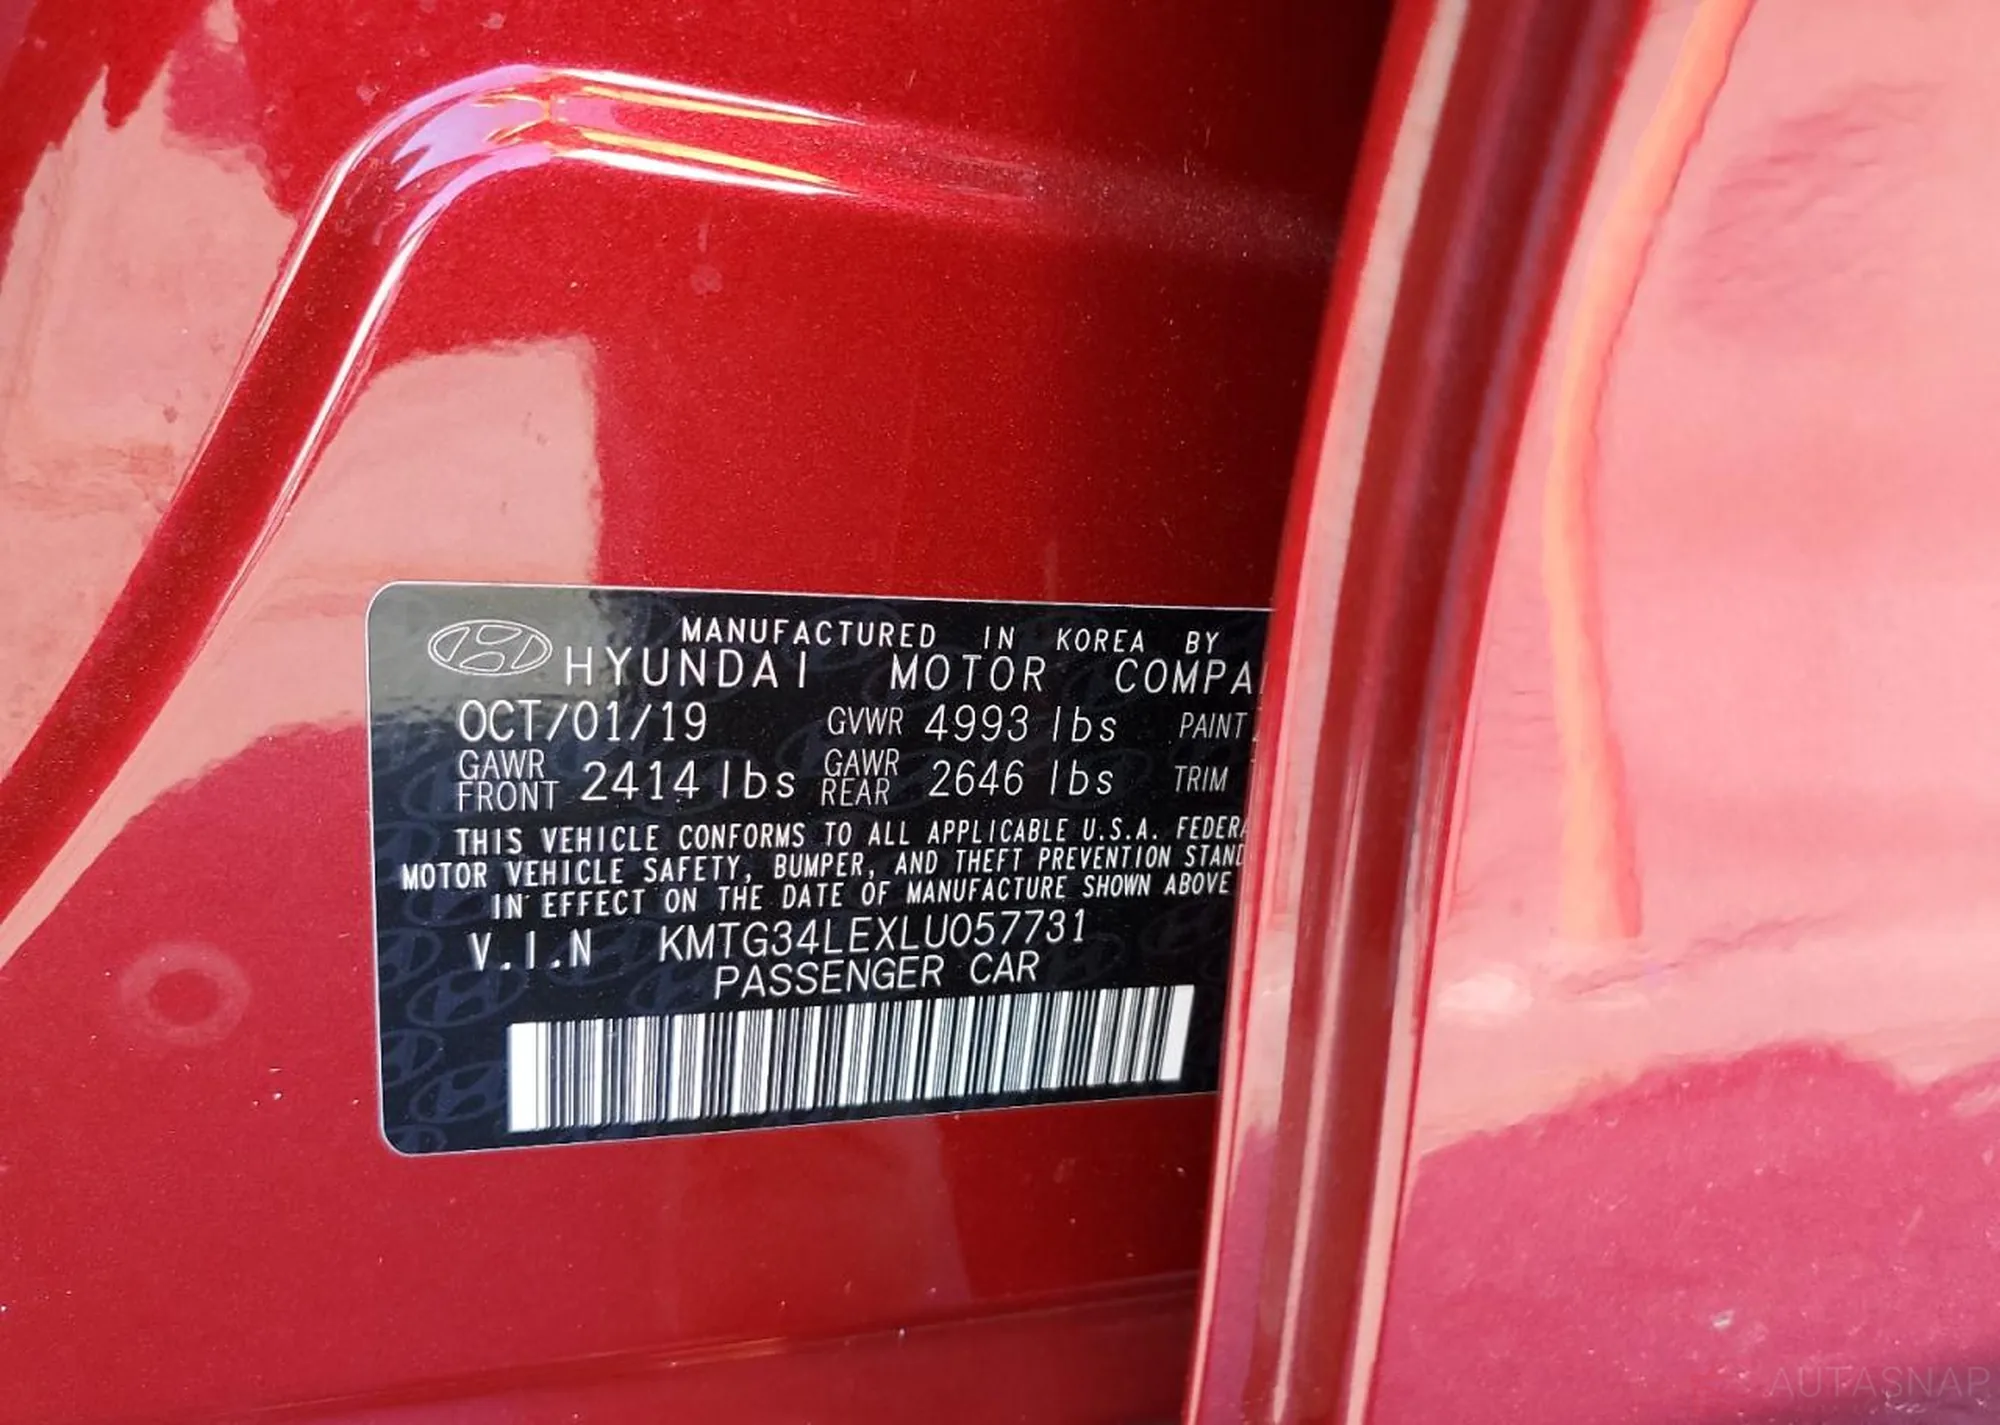 MANUFACTURED IN KOREA BY
HYUNDAI MOTOR COMPA
OCT/01/19 GVWR 4993 lbs PAINT
GAWR FRONT 2414 lbs GAWR REAR 2646 lbs TRIM
THIS VEHICLE CONFORMS TO ALL APPLICABLE U.S.A. FEDERA
MOTOR VEHICLE SAFETY, BUMPER, AND THEFT PREVENTION STAND
IN EFFECT ON THE DATE OF MANUFACTURE SHOWN ABOVE
V.I.N KMTG34LEXLU057731
PASSENGER CAR
AUTASNAP